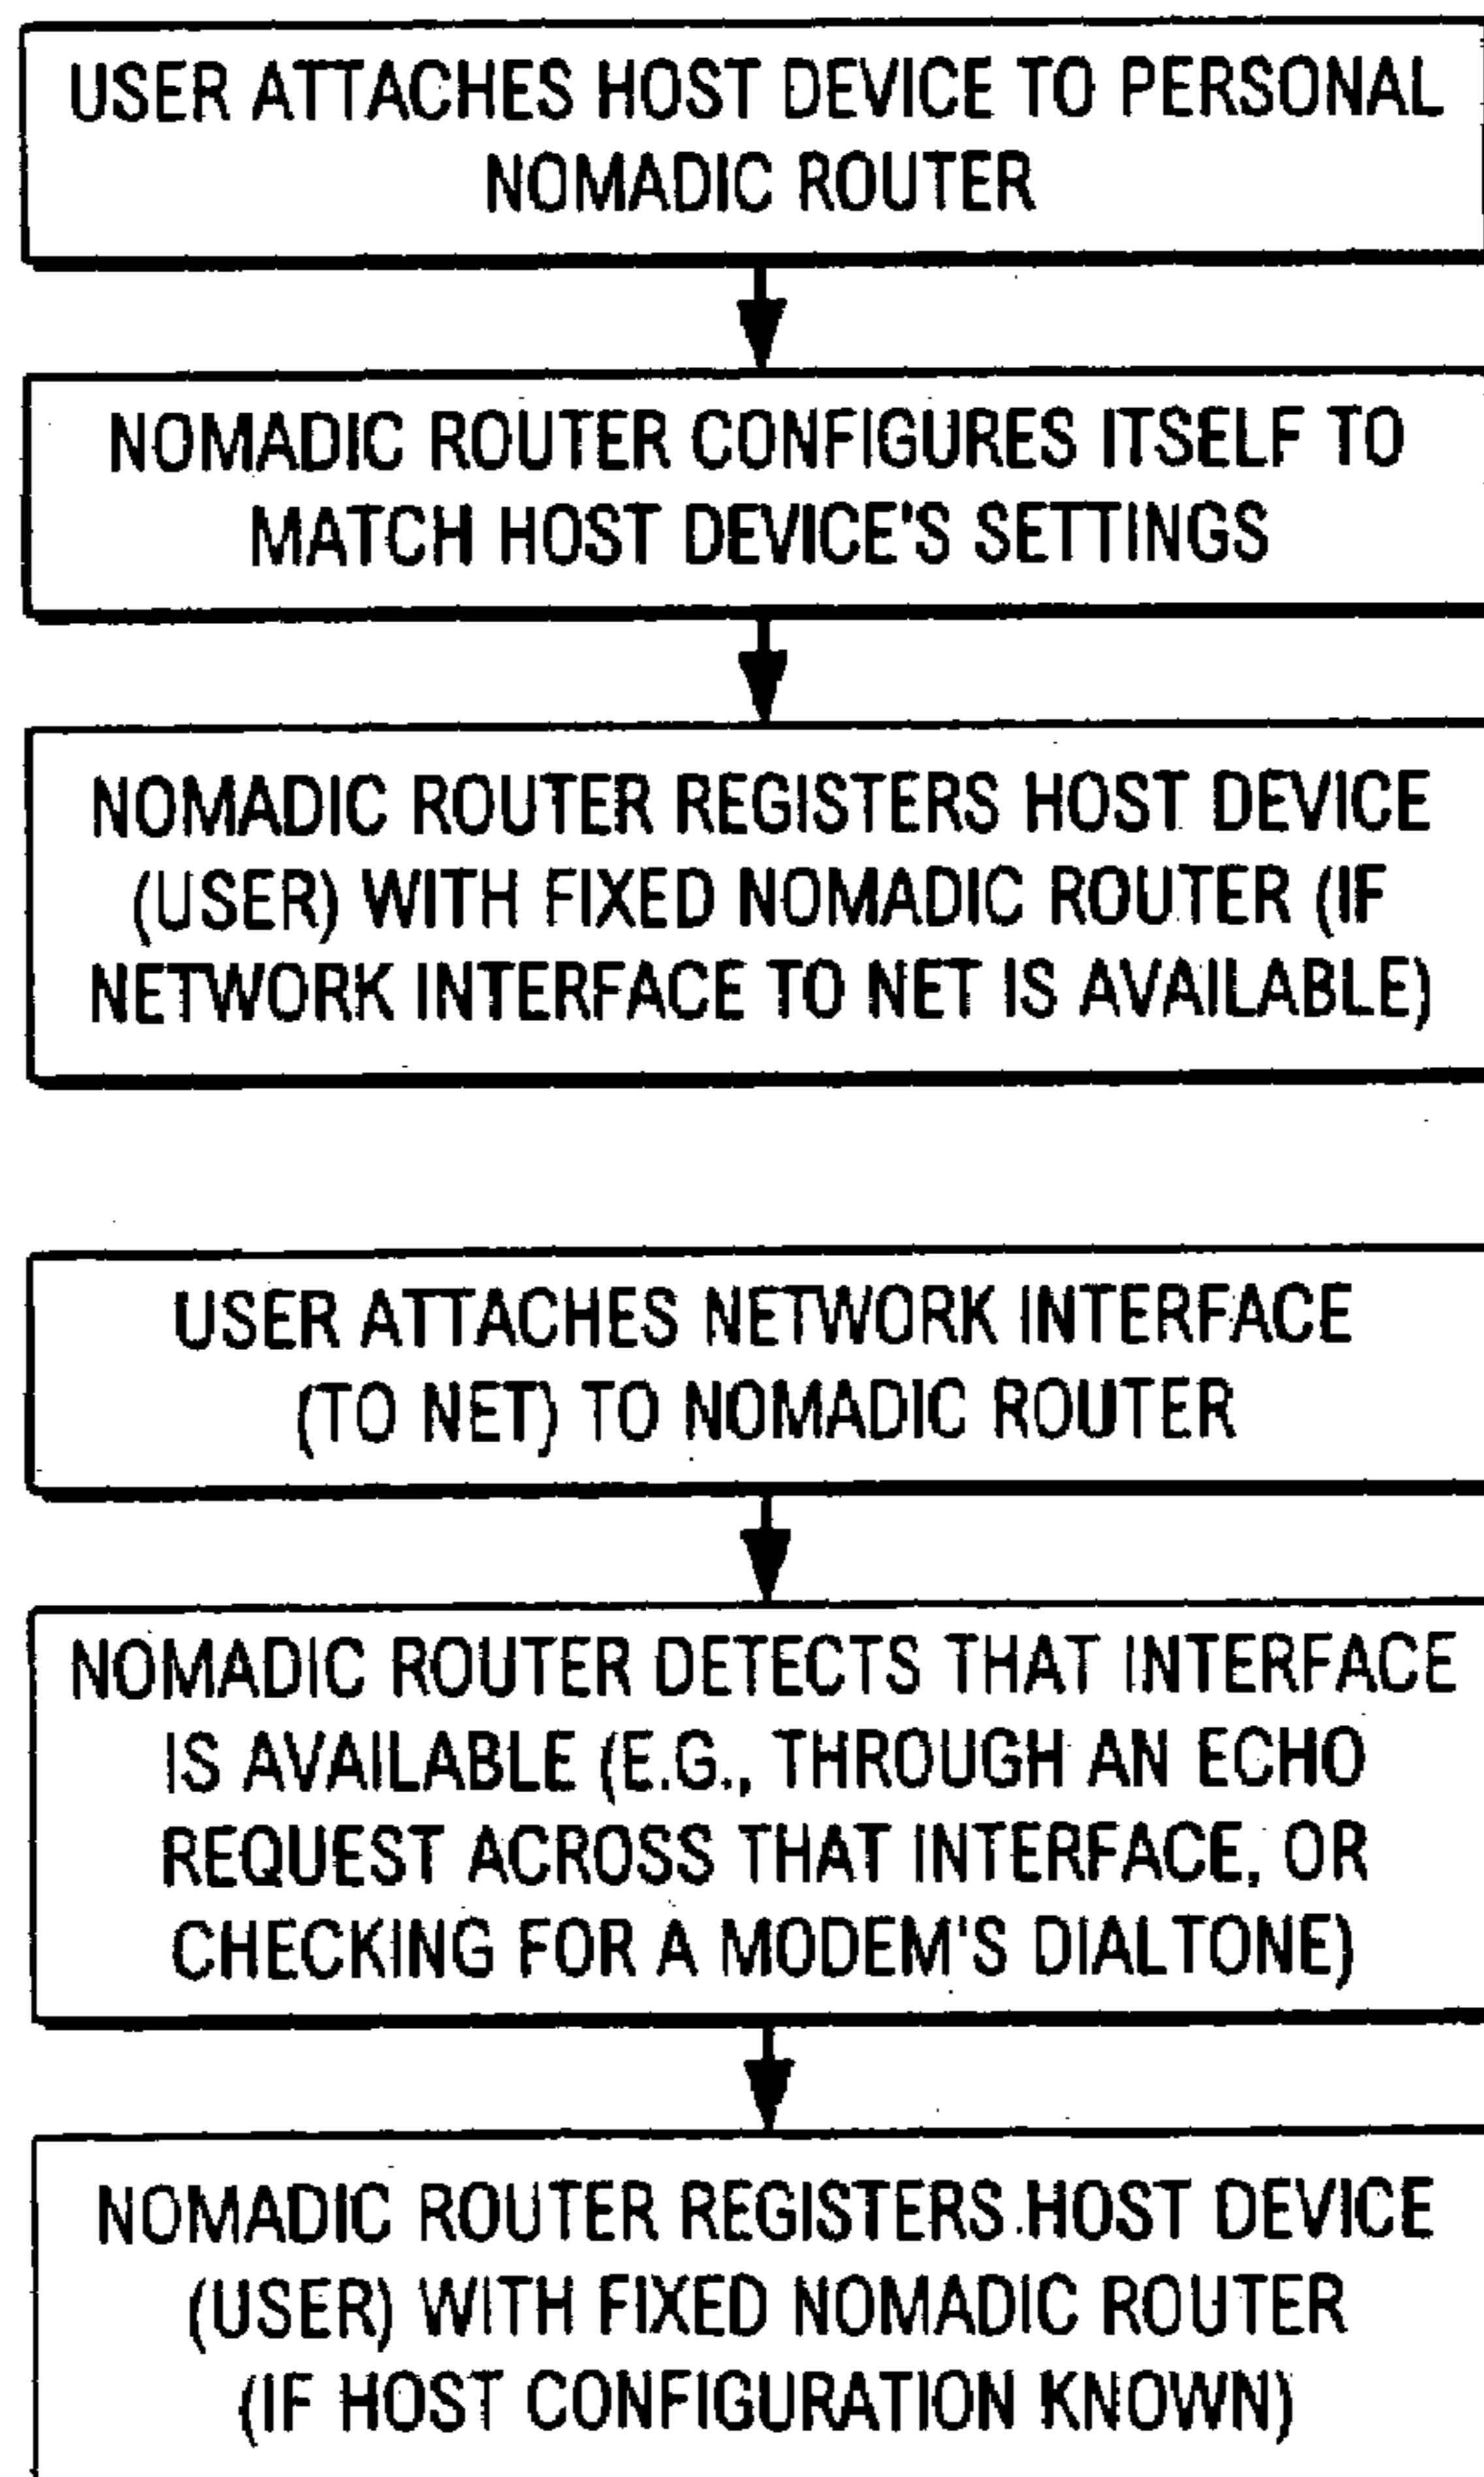 USER ATTACHES HOST DEVICE TO PERSONAL
NOMADIC ROUTER
NOMADIC ROUTER CONFIGURES ITSELF TO
MATCH HOST DEVICE'S SETTINGS
NOMADIC ROUTER REGISTERS HOST DEVICE
(USER) WITH FIXED NOMADIC ROUTER (IF
NETWORK INTERFACE TO NET IS AVAILABLE)
USER ATTACHES NETWORK INTERFACE
(TO NET) TO NOMADIC ROUTER
NOMADIC ROUTER DETECTS THAT INTERFACE
IS AVAILABLE (E.G., THROUGH AN ECHO
REQUEST ACROSS THAT INTERFACE, OR
CHECKING FOR A MODEM'S DIALTONE)
NOMADIC ROUTER REGISTERS HOST DEVICE
(USER) WITH FIXED NOMADIC ROUTER
(IF HOST CONFIGURATION KNOWN)